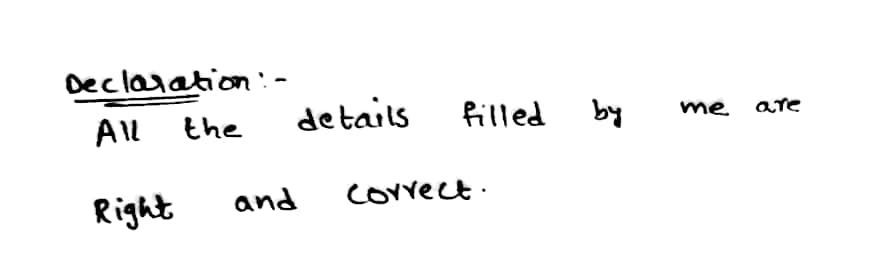 Declaration:-
All the details filled by me are
Right and correct.